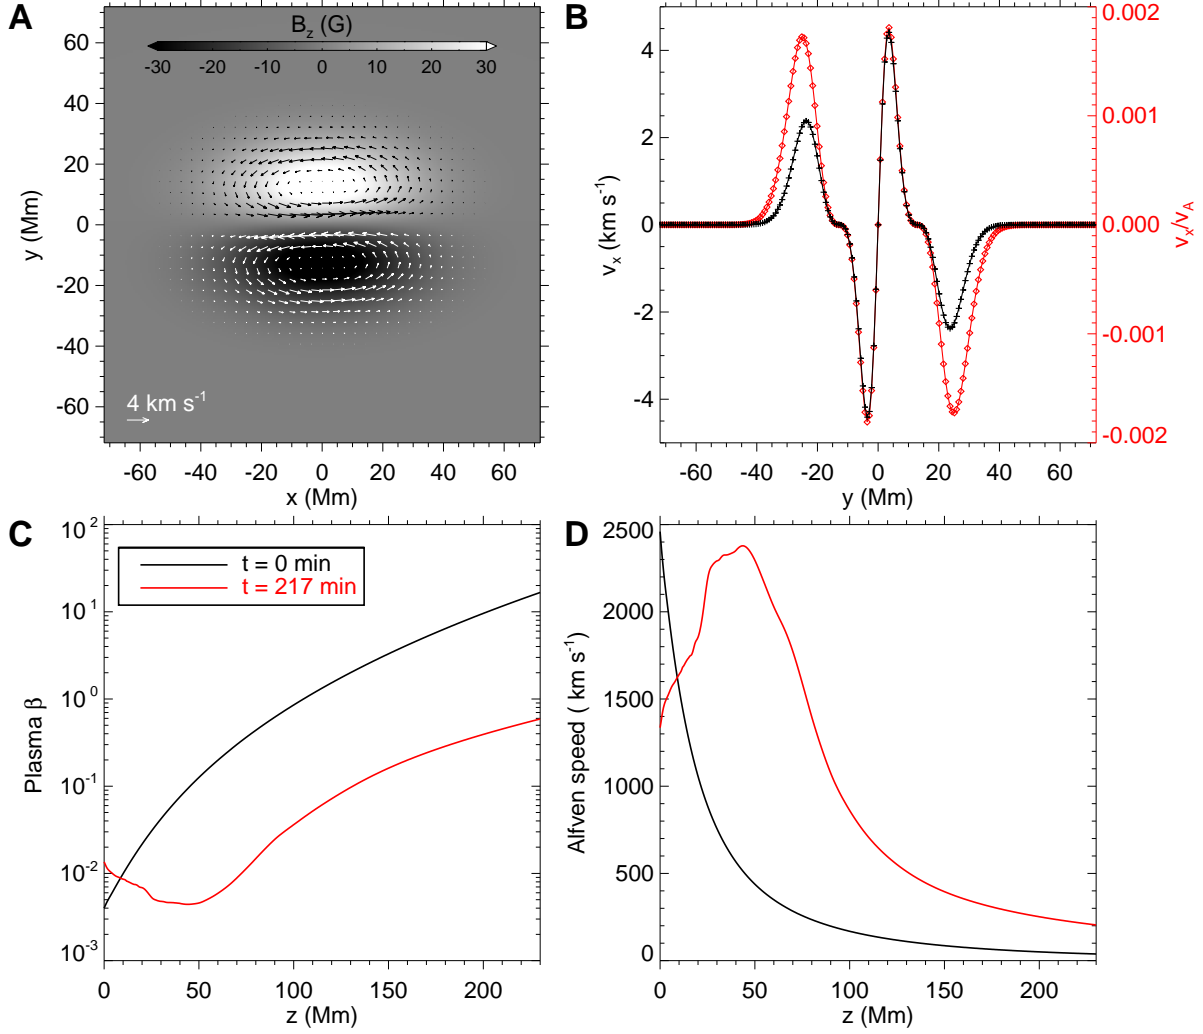 A
B_z (G)
-30 -20 -10 0 10 20 30
60
40
20
0
-20
-40
-60
y (Mm)
4 km s^-1
-60 -40 -20 0 20 40 60
x (Mm)
B
4
2
0
-2
-4
v_x (km s^-1)
0.002
0.001
0.000
-0.001
-0.002
v_x/v_A
-60 -40 -20 0 20 40 60
y (Mm)
C
t = 0 min
t = 217 min
10^2
10^1
10^0
10^-1
10^-2
10^-3
Plasma β
0 50 100 150 200
z (Mm)
D
2500
2000
1500
1000
500
0
Alfven speed ( km s^-1)
0 50 100 150 200
z (Mm)